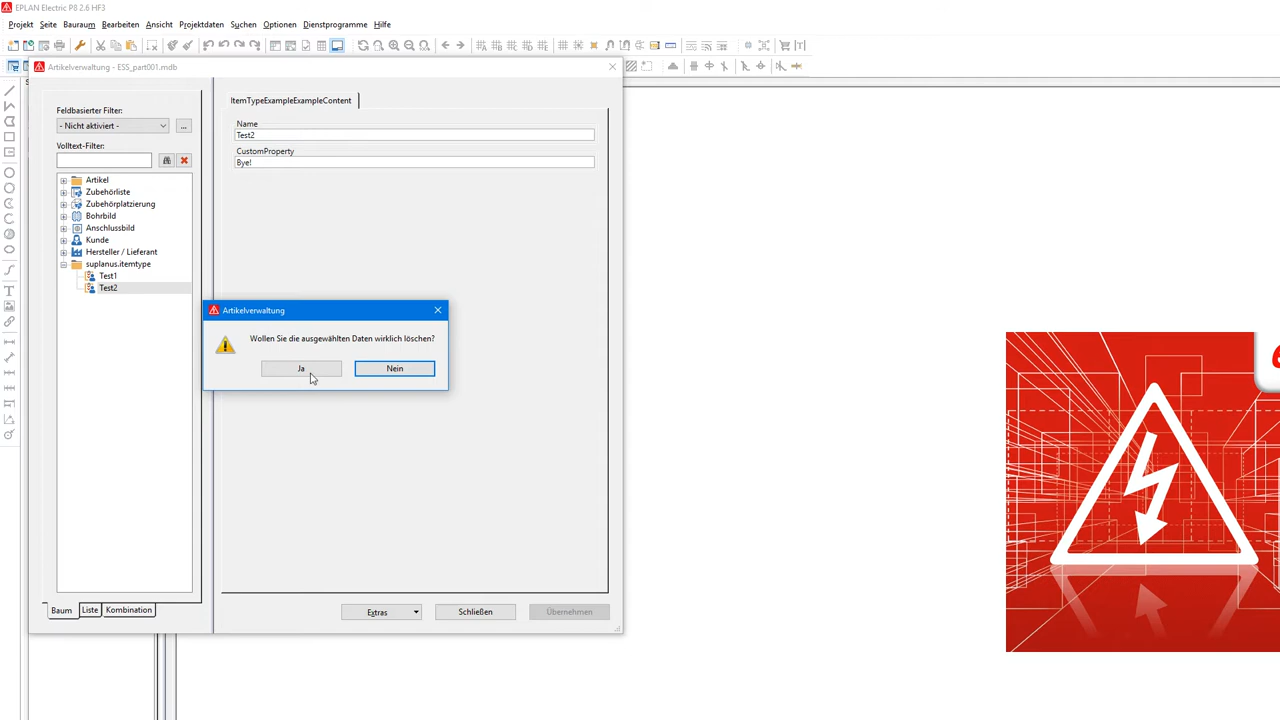 EPLAN Electric P8 2.6 HF3
Projekt Seite Bauraum Bearbeiten Ansicht Projektdaten Suchen Optionen Dienstprogramme Hilfe
Artikelverwaltung - ESS_part001.mdb
ItemTypeExampleExampleContent
Feldbasierter Filter:
- Nicht aktiviert -
...
Volltext-Filter:
Name
Test2
CustomProperty
Bye!
Artikel
Zubehörliste
Zubehörplatzierung
Bohrbild
Anschlussbild
Kunde
Hersteller / Lieferant
suplanus.itemtype
Test1
Test2
Artikelverwaltung
Wollen Sie die ausgewählten Daten wirklich löschen?
Ja Nein
Baum Liste Kombination
Extras Schließen Übernehmen